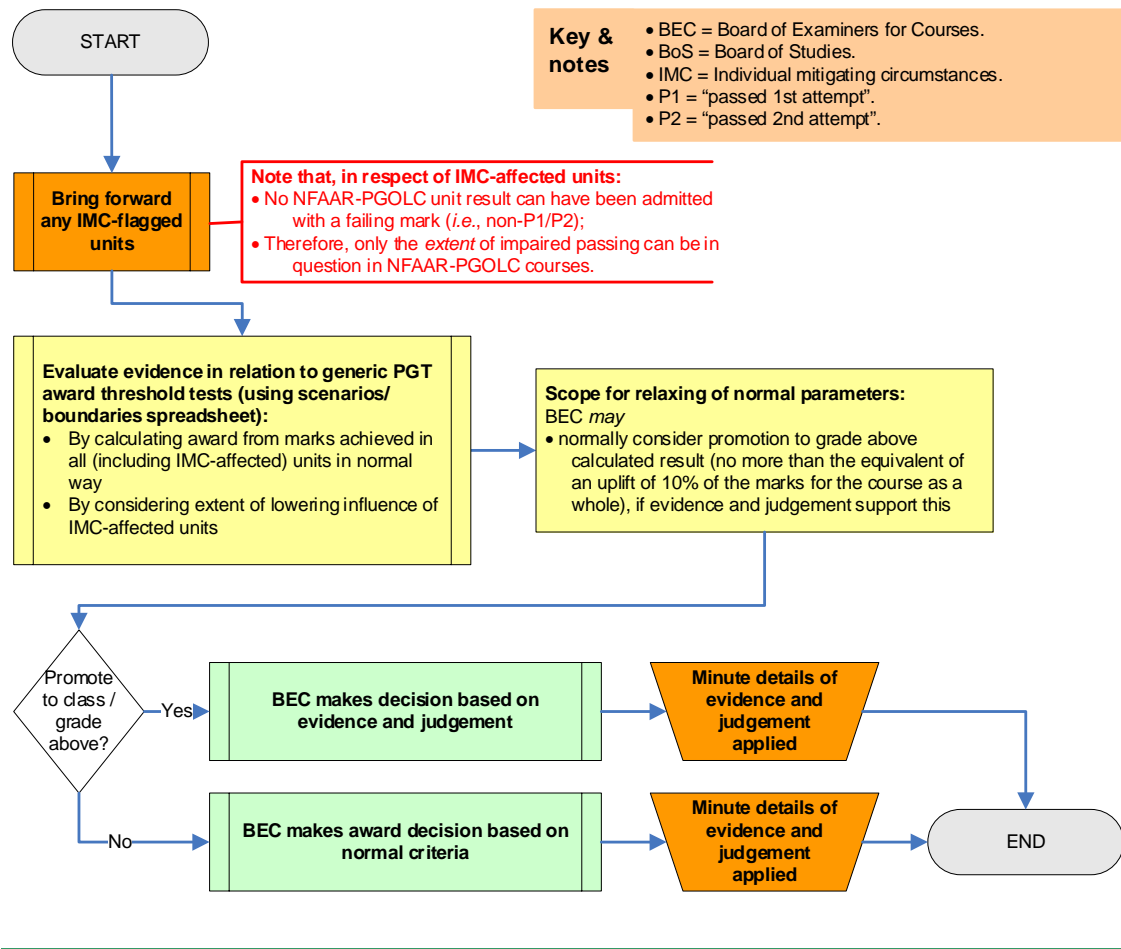 START
Key &
notes
• BEC = Board of Examiners for Courses.
• BoS = Board of Studies.
• IMC = Individual mitigating circumstances.
• P1 = “passed 1st attempt”.
• P2 = “passed 2nd attempt”.
Bring forward
any IMC-flagged
units
Note that, in respect of IMC-affected units:
• No NFAAR-PGOLC unit result can have been admitted
with a failing mark (i.e., non-P1/P2);
• Therefore, only the extent of impaired passing can be in
question in NFAAR-PGOLC courses.
Evaluate evidence in relation to generic PGT
award threshold tests (using scenarios/
boundaries spreadsheet):
• By calculating award from marks achieved in
all (including IMC-affected) units in normal
way
• By considering extent of lowering influence of
IMC-affected units
Scope for relaxing of normal parameters:
BEC may
• normally consider promotion to grade above
calculated result (no more than the equivalent of
an uplift of 10% of the marks for the course as a
whole), if evidence and judgement support this
Promote
to class /
grade
above?
Yes
BEC makes decision based on
evidence and judgement
Minute details of
evidence and
judgement
applied
No
BEC makes award decision based on
normal criteria
Minute details of
evidence and
judgement
applied
END